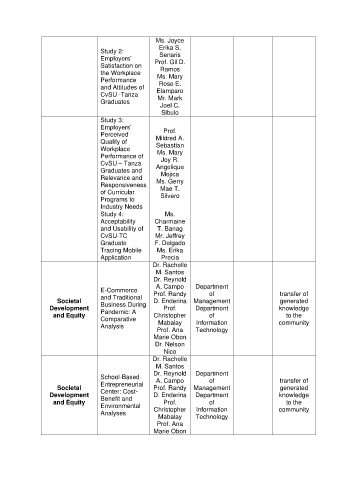 Study 2:
Employers'
Satisfaction on
the Workplace
Performance
and Attitudes of
CvSU -Tanza
Graduates
Ms. Joyce
Erika S.
Senaris
Prof. Gil D.
Ramos
Ms. Mary
Rose E.
Elamparo
Mr. Mark
Joel C.
Sibulo
Study 3:
Employers'
Perceived
Quality of
Workplace
Performance of
CvSU – Tanza
Graduates and
Relevance and
Responsiveness
of Curricular
Programs to
Industry Needs
Prof.
Mildred A.
Sebastian
Ms. Mary
Joy R.
Angelique
Mojica
Ms. Gerry
Mae T.
Silvero
Study 4:
Acceptability
and Usability of
CvSU-TC
Graduate
Tracing Mobile
Application
Ms.
Charmaine
T. Banag
Mr. Jeffrey
F. Delgado
Ms. Erika
Precia
Societal
Development
and Equity
E-Commerce
and Traditional
Business During
Pandemic: A
Comparative
Analysis
Dr. Rachelle
M. Santos
Dr. Reynold
A. Campo
Prof. Randy
D. Enderina
Prof.
Christopher
Mabalay
Prof. Ana
Marie Obon
Dr. Nelson
Nico
Department
of
Management
Department
of
Information
Technology
transfer of
generated
knowledge
to the
community
Societal
Development
and Equity
School-Based
Entrepreneurial
Center: Cost-
Benefit and
Environmental
Analyses
Dr. Rachelle
M. Santos
Dr. Reynold
A. Campo
Prof. Randy
D. Enderina
Prof.
Christopher
Mabalay
Prof. Ana
Marie Obon
Department
of
Management
Department
of
Information
Technology
transfer of
generated
knowledge
to the
community